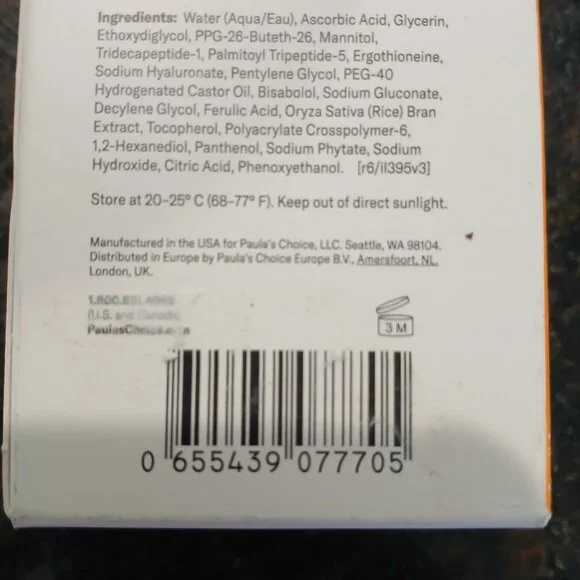 Ingredients: Water (Aqua/Eau), Ascorbic Acid, Glycerin,
Ethoxydiglycol, PPG-26-Buteth-26, Mannitol,
Tridecapeptide-1, Palmitoyl Tripeptide-5, Ergothioneine,
Sodium Hyaluronate, Pentylene Glycol, PEG-40
Hydrogenated Castor Oil, Bisabolol, Sodium Gluconate,
Decylene Glycol, Ferulic Acid, Oryza Sativa (Rice) Bran
Extract, Tocopherol, Polyacrylate Crosspolymer-6,
1,2-Hexanediol, Panthenol, Sodium Phytate, Sodium
Hydroxide, Citric Acid, Phenoxyethanol. [r6/il395v3]
Store at 20-25° C (68-77° F). Keep out of direct sunlight.
Manufactured in the USA for Paula's Choice, LLC. Seattle, WA 98104.
Distributed in Europe by Paula's Choice Europe B.V., Amersfoort, NL.
London, UK.
(U.S. and
3 M
0 655439 077705